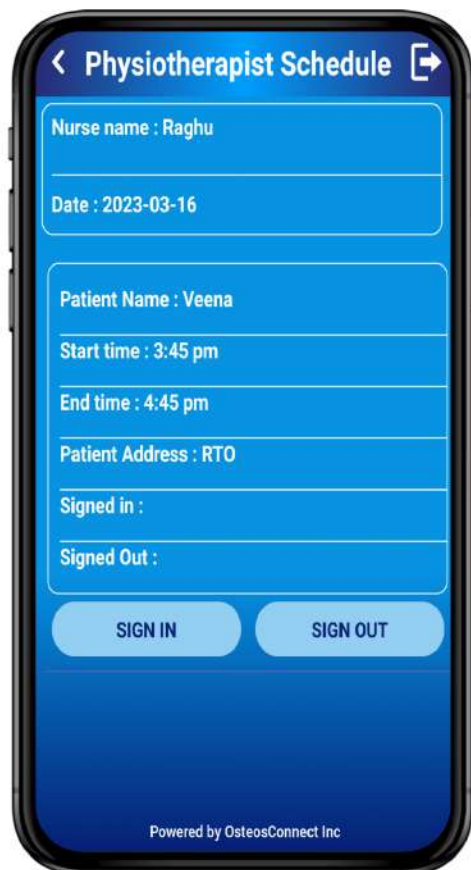 Physiotherapist Schedule
Nurse name : Raghu
Date : 2023-03-16
Patient Name : Veena
Start time : 3:45 pm
End time : 4:45 pm
Patient Address : RTO
Signed in :
Signed Out :
SIGN IN SIGN OUT
Powered by OsteosConnect Inc